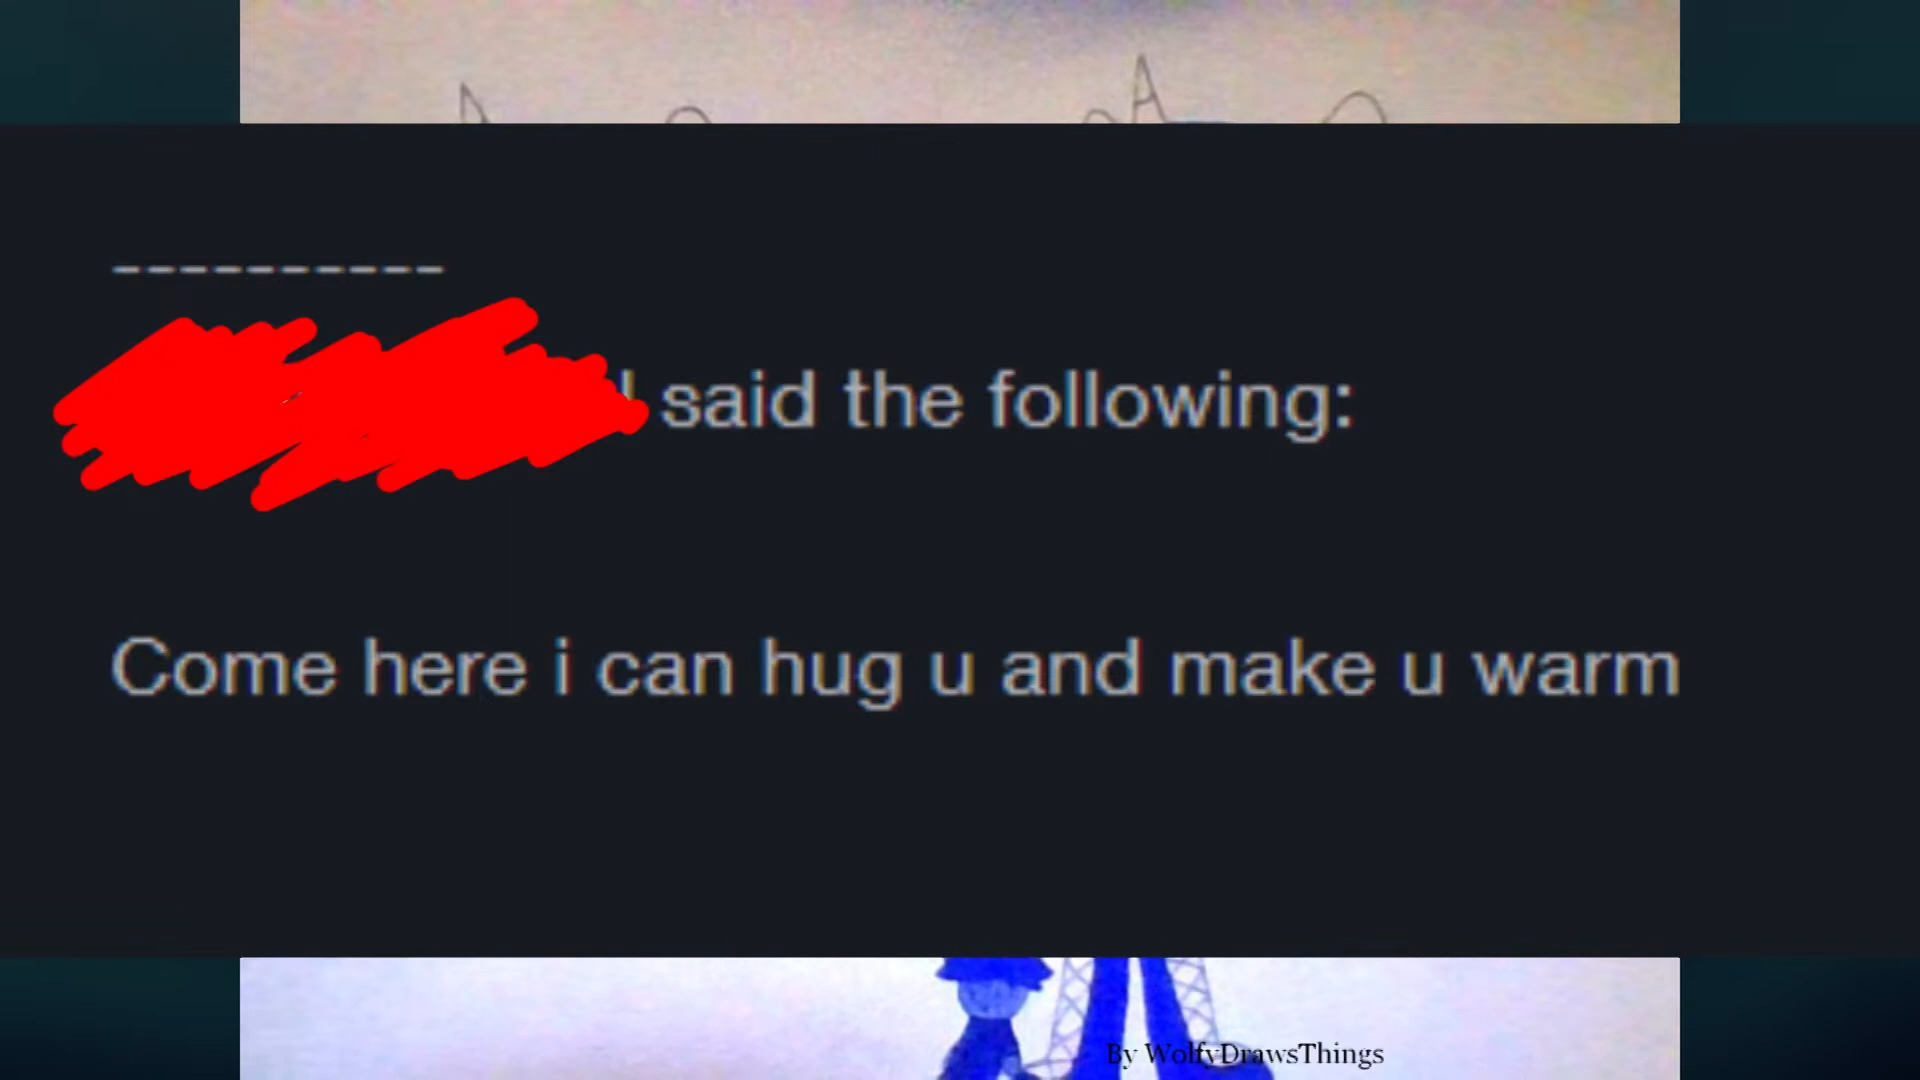 ----------
said the following:
Come here i can hug u and make u warm
By WolfyDrawsThings